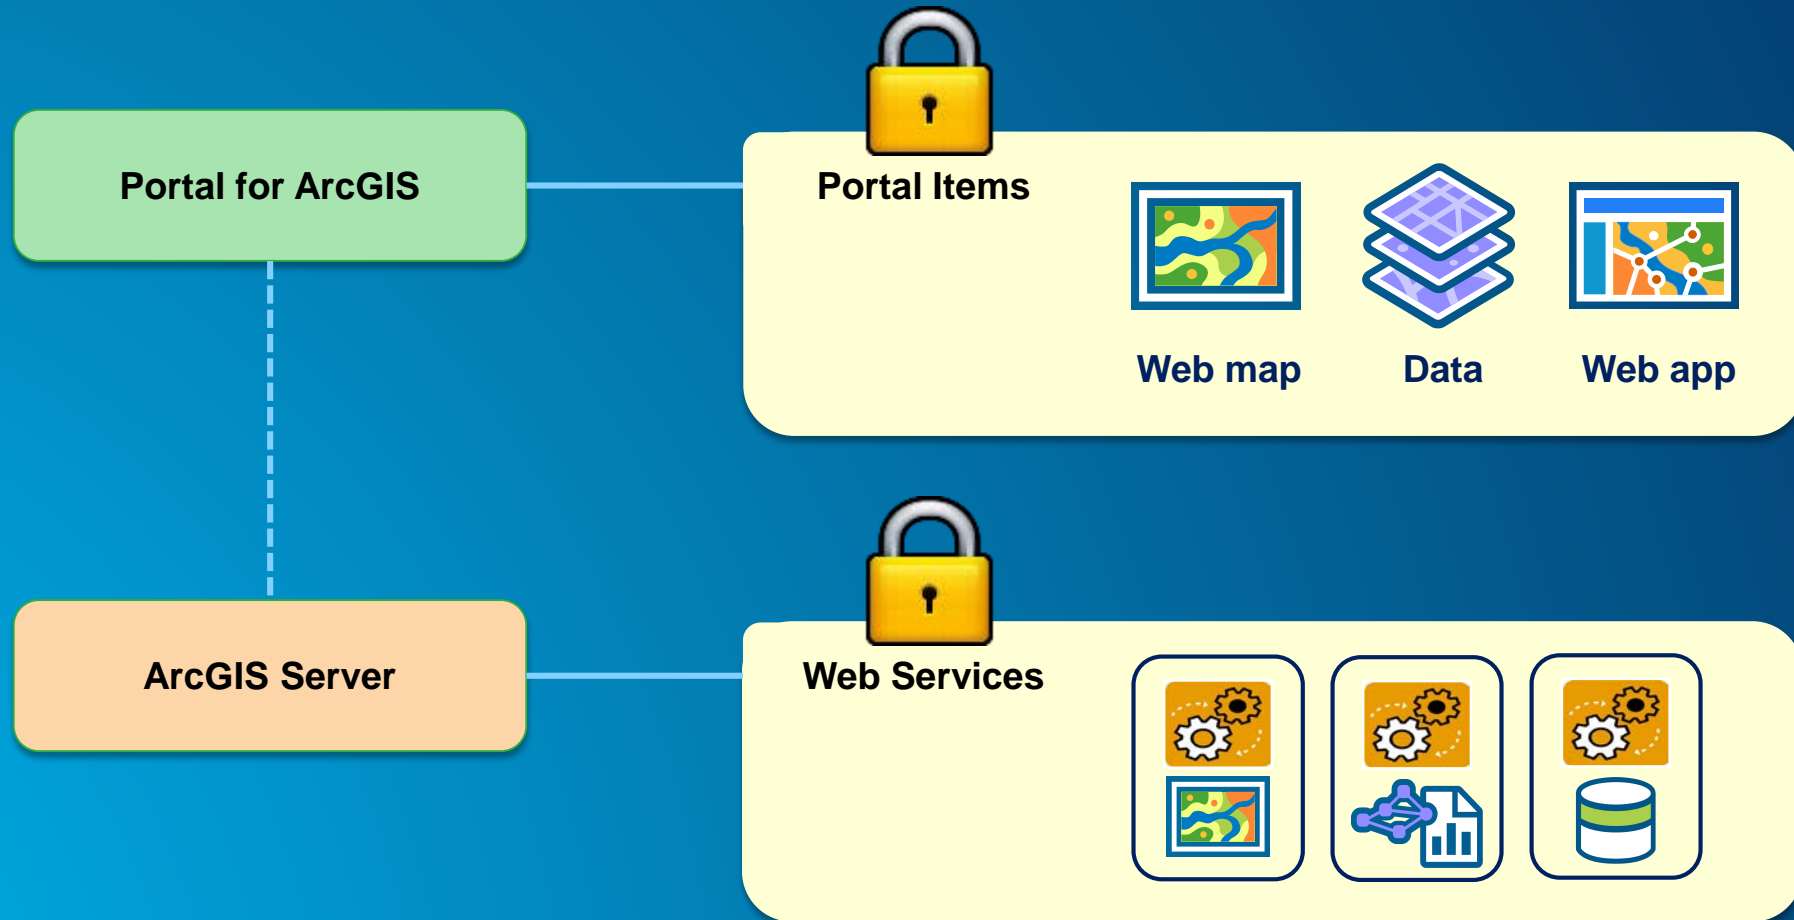 Portal for ArcGIS
Portal Items
Web map
Data
Web app
ArcGIS Server
Web Services